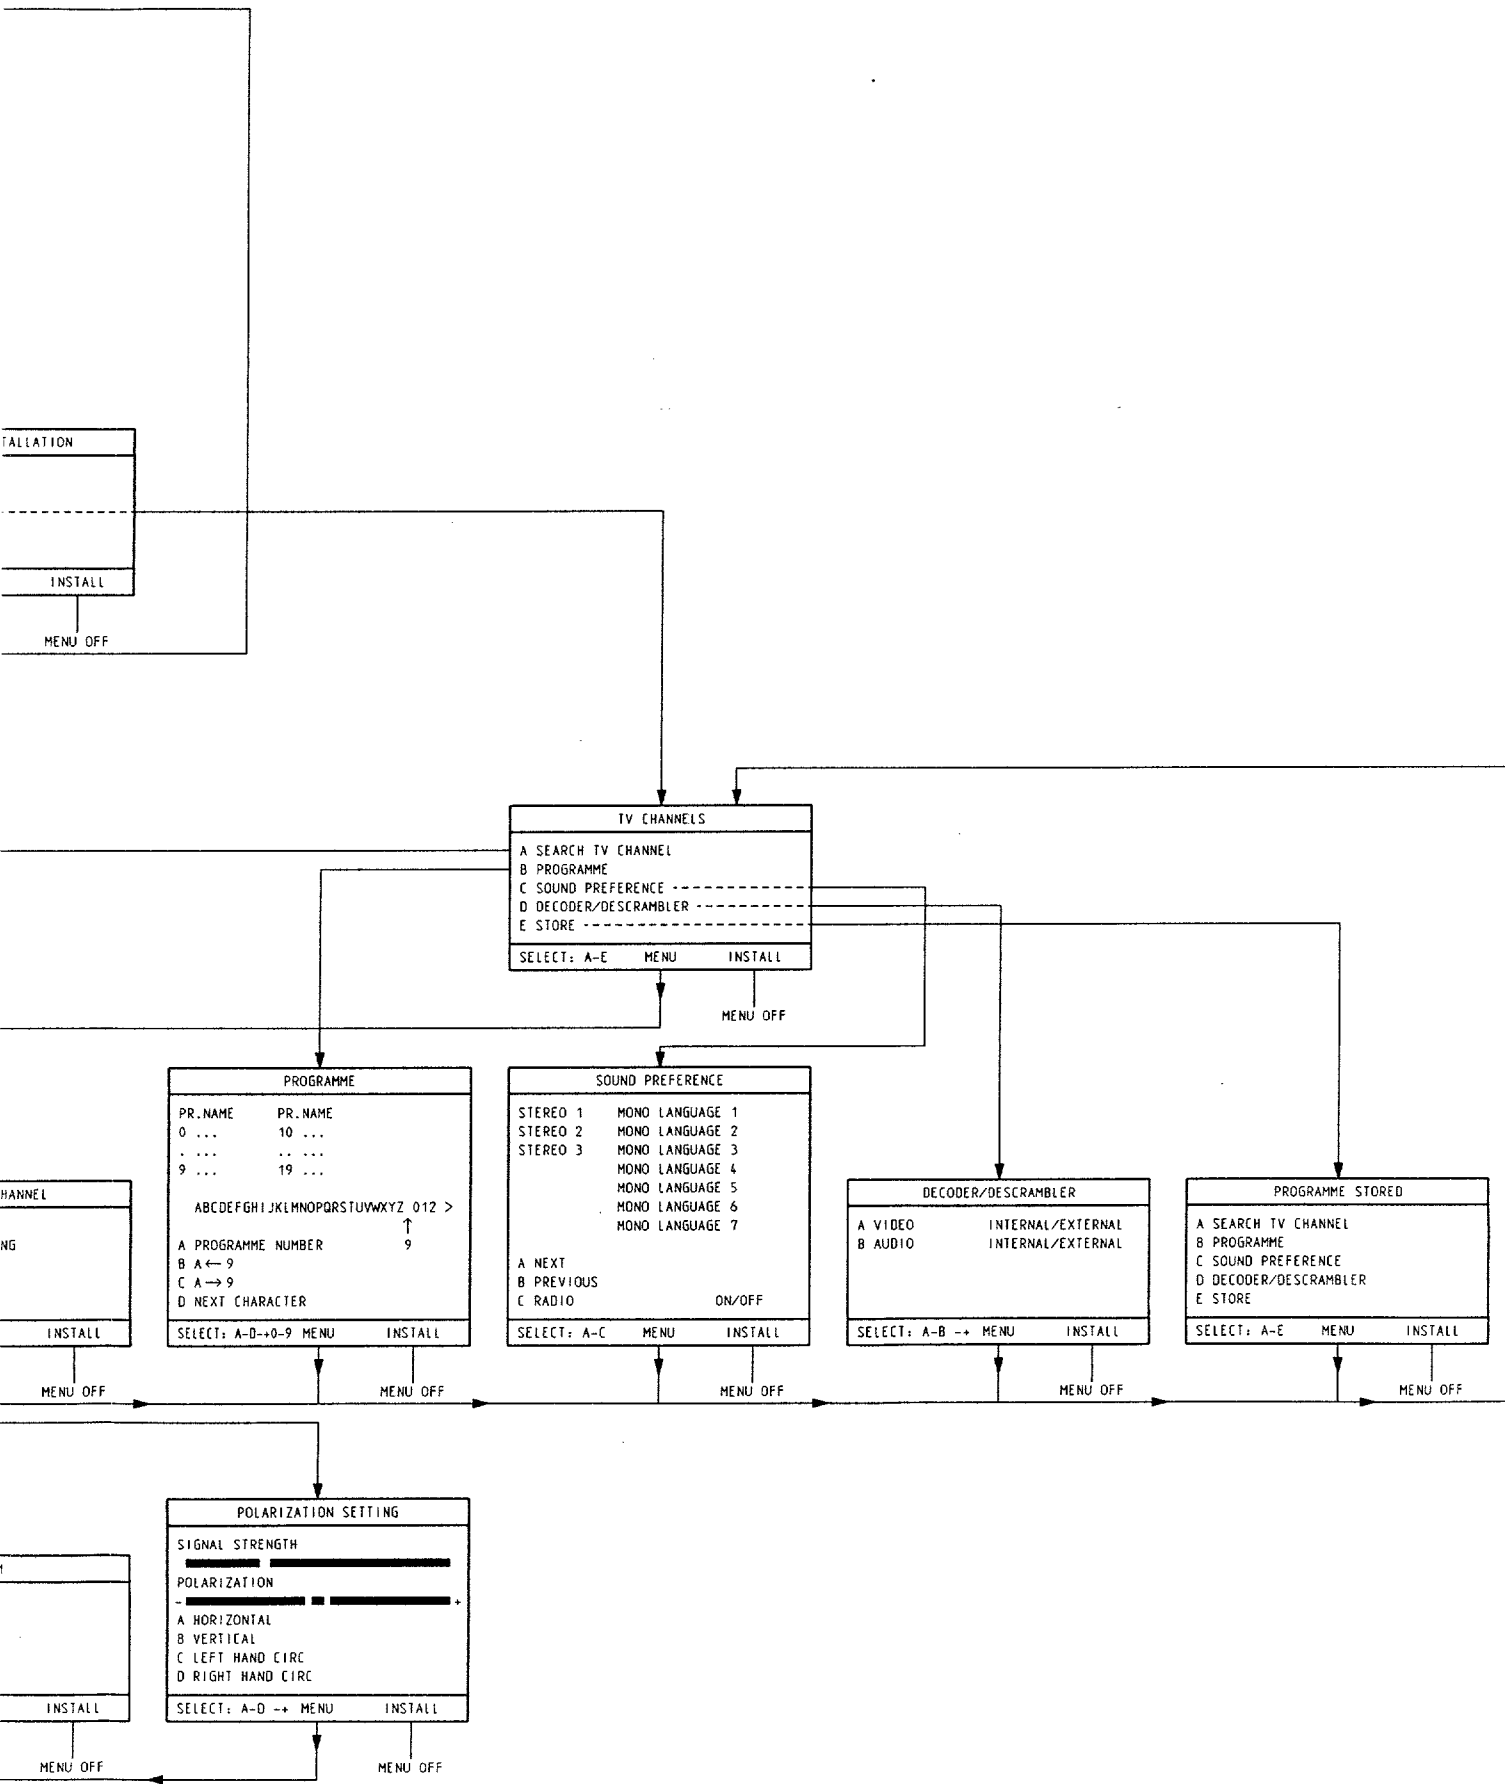 TALLATION
INSTALL
MENU OFF
TV CHANNELS
A SEARCH TV CHANNEL
B PROGRAMME
C SOUND PREFERENCE
D DECODER/DESCRAMBLER
E STORE
SELECT: A-E MENU INSTALL
MENU OFF
HANNEL
NG
INSTALL
MENU OFF
PROGRAMME
PR.NAME PR.NAME
0 ... 10 ...
. ... .. ...
9 ... 19 ...
ABCDEFGHIJKLMNOPQRSTUVWXYZ 012 >
↑
A PROGRAMME NUMBER 9
B A ← 9
C A → 9
D NEXT CHARACTER
SELECT: A-D-+0-9 MENU INSTALL
MENU OFF
SOUND PREFERENCE
STEREO 1 MONO LANGUAGE 1
STEREO 2 MONO LANGUAGE 2
STEREO 3 MONO LANGUAGE 3
MONO LANGUAGE 4
MONO LANGUAGE 5
MONO LANGUAGE 6
MONO LANGUAGE 7
A NEXT
B PREVIOUS
C RADIO ON/OFF
SELECT: A-C MENU INSTALL
MENU OFF
DECODER/DESCRAMBLER
A VIDEO INTERNAL/EXTERNAL
B AUDIO INTERNAL/EXTERNAL
SELECT: A-B -+ MENU INSTALL
MENU OFF
PROGRAMME STORED
A SEARCH TV CHANNEL
B PROGRAMME
C SOUND PREFERENCE
D DECODER/DESCRAMBLER
E STORE
SELECT: A-E MENU INSTALL
MENU OFF
INSTALL
MENU OFF
POLARIZATION SETTING
SIGNAL STRENGTH
POLARIZATION
- +
A HORIZONTAL
B VERTICAL
C LEFT HAND CIRC
D RIGHT HAND CIRC
SELECT: A-D -+ MENU INSTALL
MENU OFF